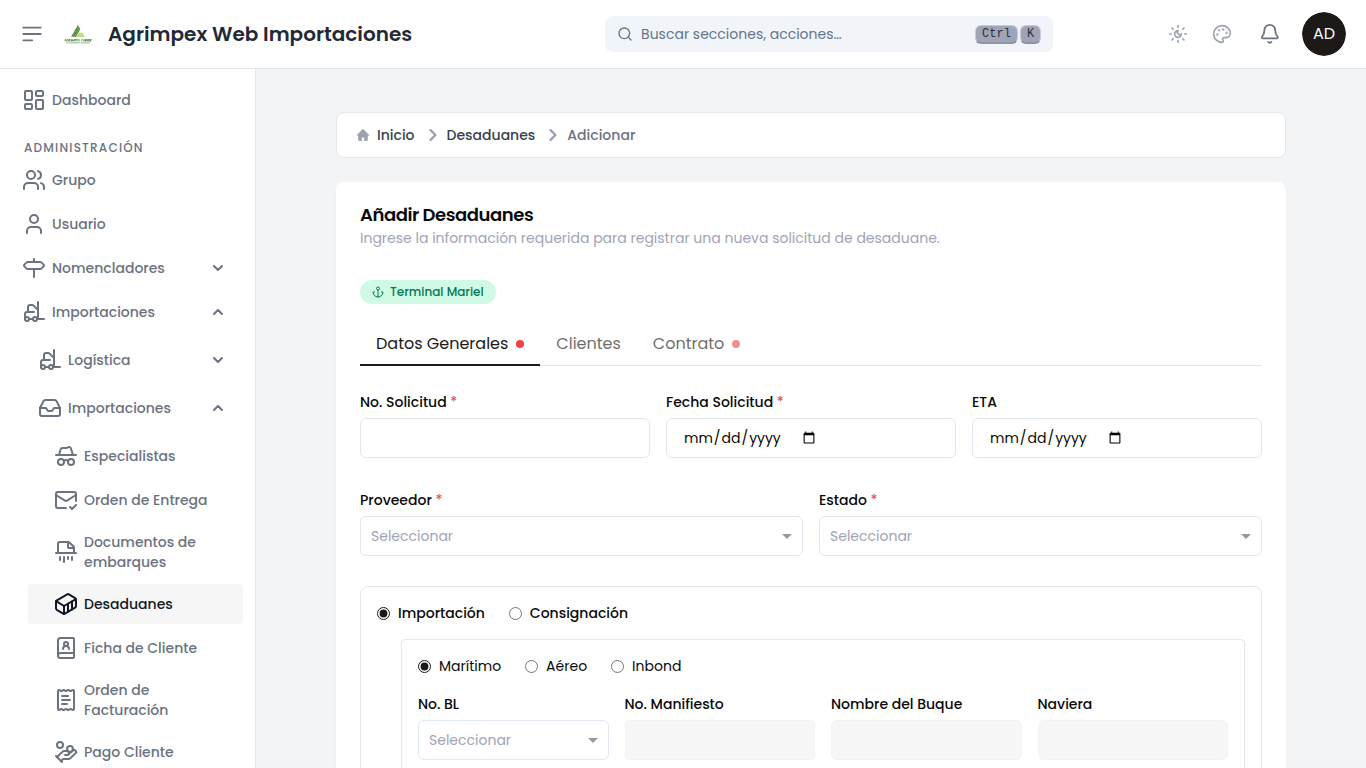 Agrimpex Web Importaciones
Buscar secciones, acciones...
Ctrl K
AD
Dashboard
ADMINISTRACIÓN
Grupo
Usuario
Nomencladores
Importaciones
Logística
Importaciones
Especialistas
Orden de Entrega
Documentos de
embarques
Desaduanes
Ficha de Cliente
Orden de
Facturación
Pago Cliente
Inicio
Desaduanes
Adicionar
Añadir Desaduanes
Ingrese la información requerida para registrar una nueva solicitud de desaduane.
Terminal Mariel
Datos Generales
Clientes
Contrato
No. Solicitud *
Fecha Solicitud *
ETA
mm/dd/yyyy
mm/dd/yyyy
Proveedor *
Estado *
Seleccionar
Seleccionar
Importación
Consignación
Marítimo
Aéreo
Inbond
No. BL
No. Manifiesto
Nombre del Buque
Naviera
Seleccionar